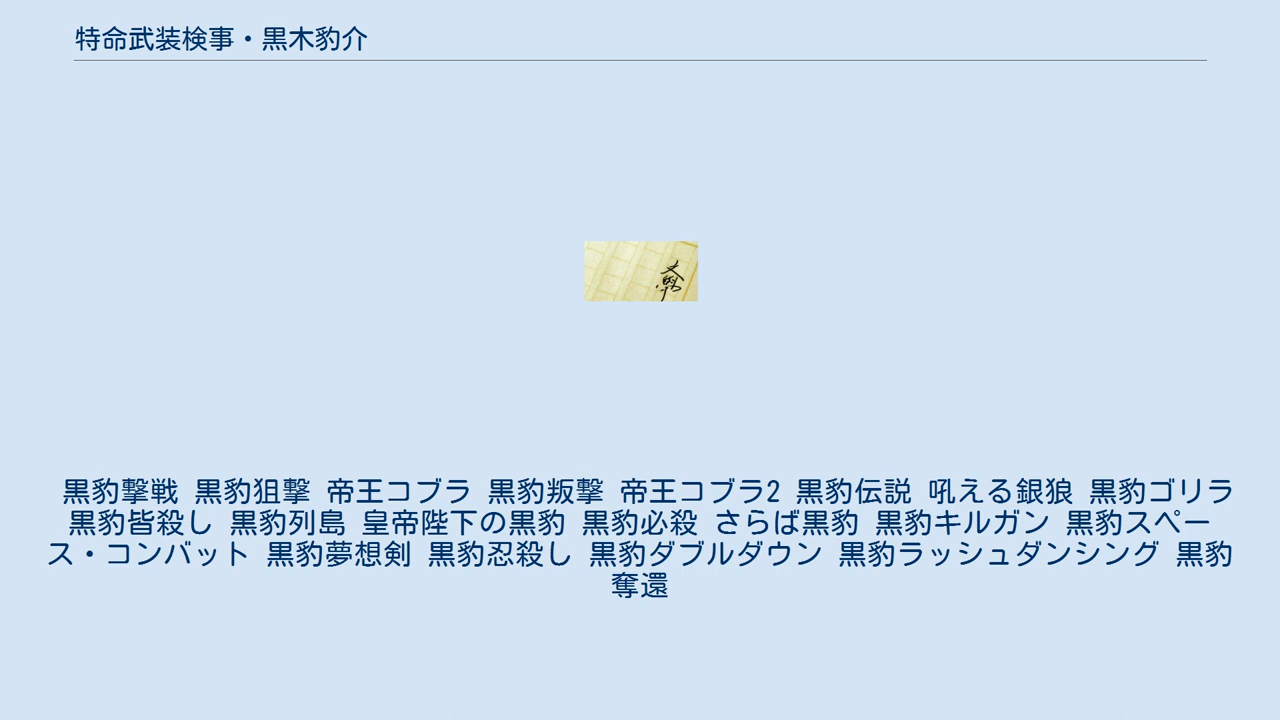 特命武装検事・黒木豹介
黒豹撃戦 黒豹狙撃 帝王コブラ 黒豹叛撃 帝王コブラ2 黒豹伝説 吼える銀狼 黒豹ゴリラ
黒豹皆殺し 黒豹列島 皇帝陛下の黒豹 黒豹必殺 さらば黒豹 黒豹キルガン 黒豹スペー
ス・コンバット 黒豹夢想剣 黒豹忍殺し 黒豹ダブルダウン 黒豹ラッシュダンシング 黒豹
奪還